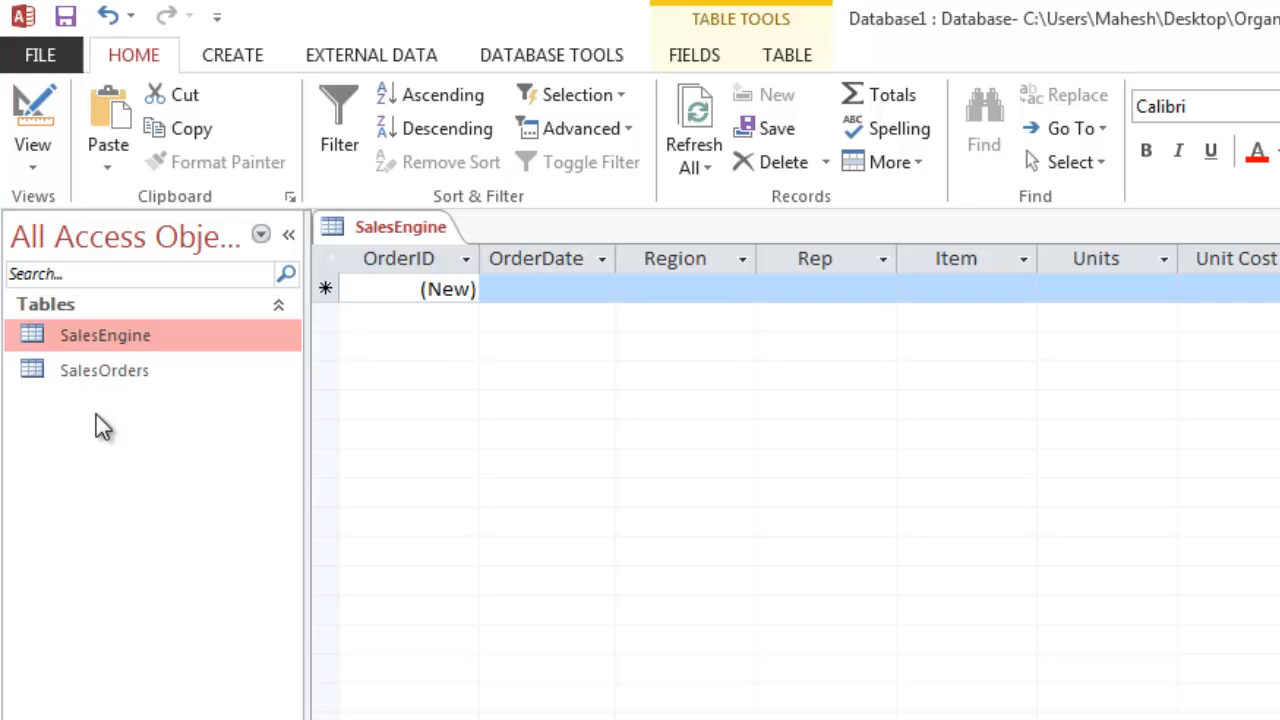 TABLE TOOLS
Database1 : Database- C:\Users\Mahesh\Desktop\Organ
FILE
HOME
CREATE
EXTERNAL DATA
DATABASE TOOLS
FIELDS
TABLE
View
Views
Paste
Cut
Copy
Format Painter
Clipboard
Filter
Ascending
Descending
Remove Sort
Selection
Advanced
Toggle Filter
Sort & Filter
Refresh
All
New
Save
Delete
Totals
Spelling
More
Records
Find
Replace
Go To
Select
Find
Calibri
B I U A
All Access Obje...
Search...
Tables
SalesEngine
SalesOrders
SalesEngine
OrderID OrderDate Region Rep Item Units Unit Cost
(New)